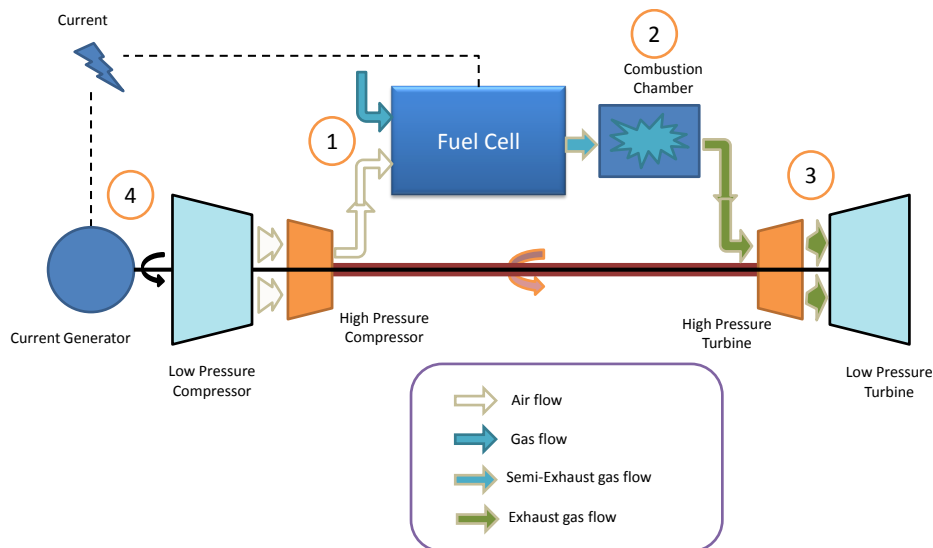 Current
2
Combustion
Chamber
1
Fuel Cell
3
4
High Pressure
Compressor
High Pressure
Turbine
Current Generator
Low Pressure
Compressor
Low Pressure
Turbine
Air flow
Gas flow
Semi-Exhaust gas flow
Exhaust gas flow